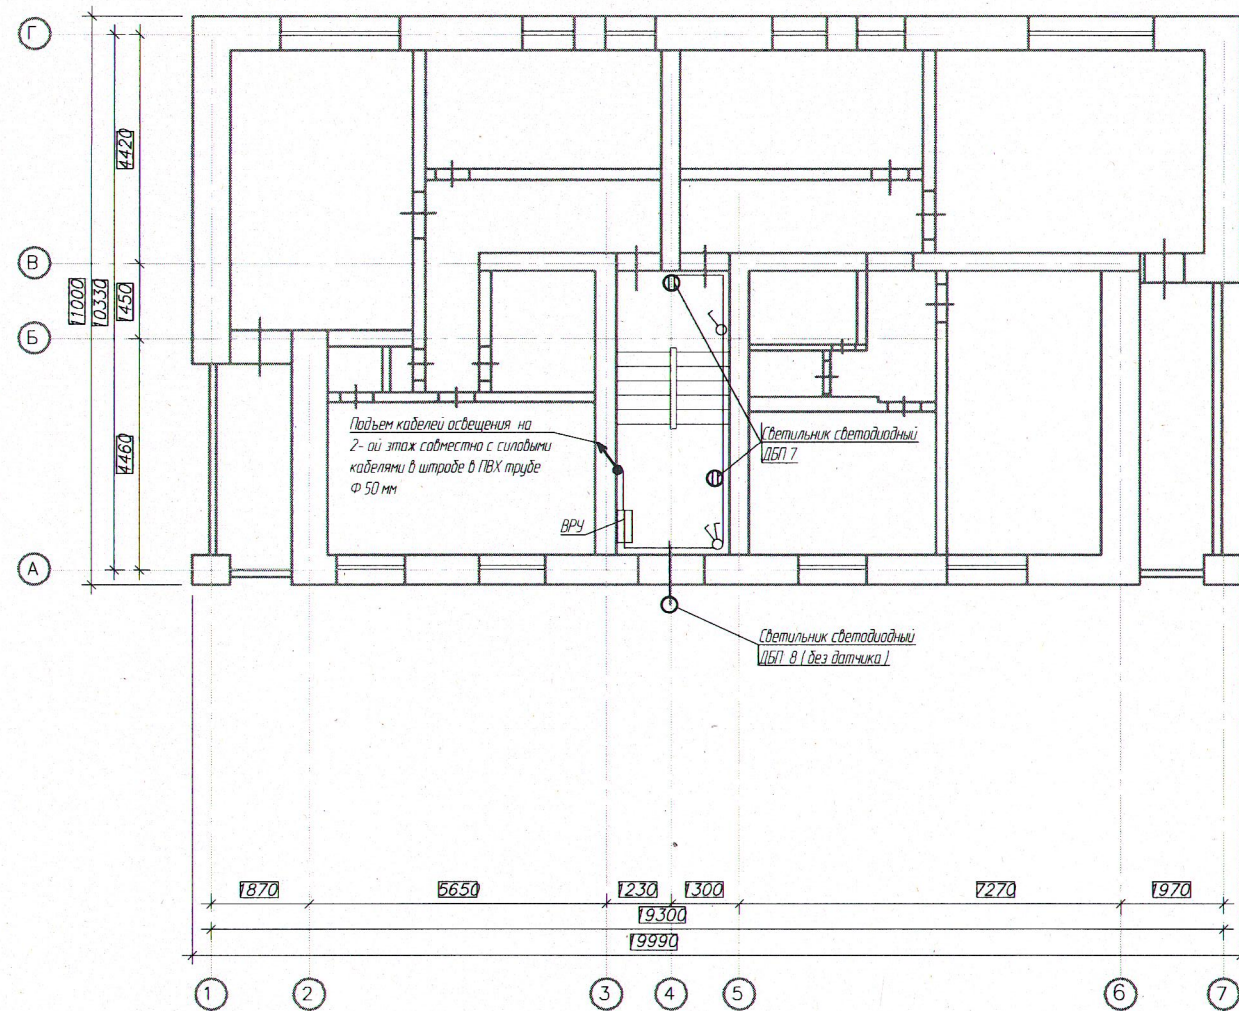 Г
4420
В
11000
10330
1450
Б
4460
А
Подъем кабелей освещения на
2- ой этаж совместно с силовыми
кабелями в штробе в ПВХ трубе
Ф 50 мм
ВРУ
Светильник светодиодный
ДБП 7
Светильник светодиодный
ДБП 8 ( без датчика )
1870
5650
1230
1300
7270
1970
19300
19990
1
2
3
4
5
6
7